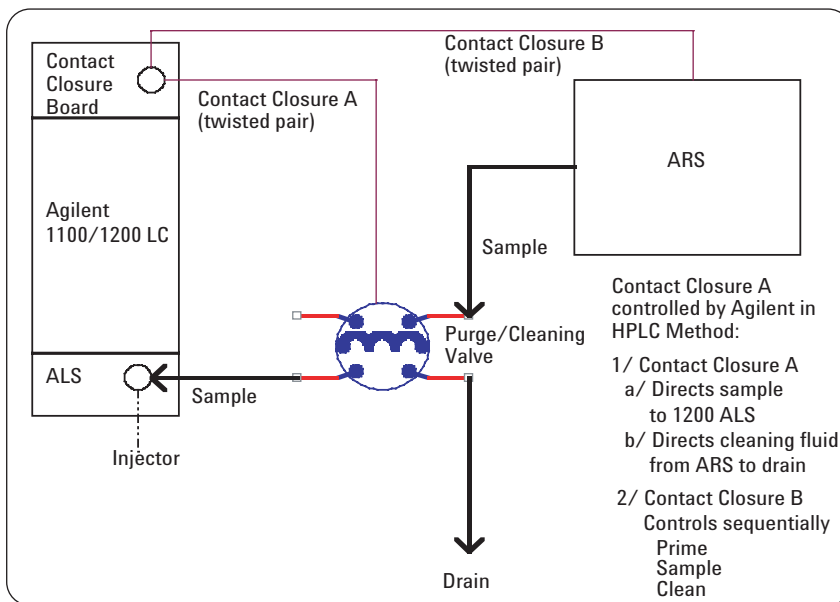 Contact
Closure
Board
Contact Closure A
(twisted pair)
Contact Closure B
(twisted pair)
ARS
Agilent
1100/1200 LC
Sample
Purge/Cleaning
Valve
ALS
Sample
Injector
Drain
Contact Closure A
controlled by Agilent in
HPLC Method:
1/ Contact Closure A
a/ Directs sample
to 1200 ALS
b/ Directs cleaning fluid
from ARS to drain
2/ Contact Closure B
Controls sequentially
Prime
Sample
Clean